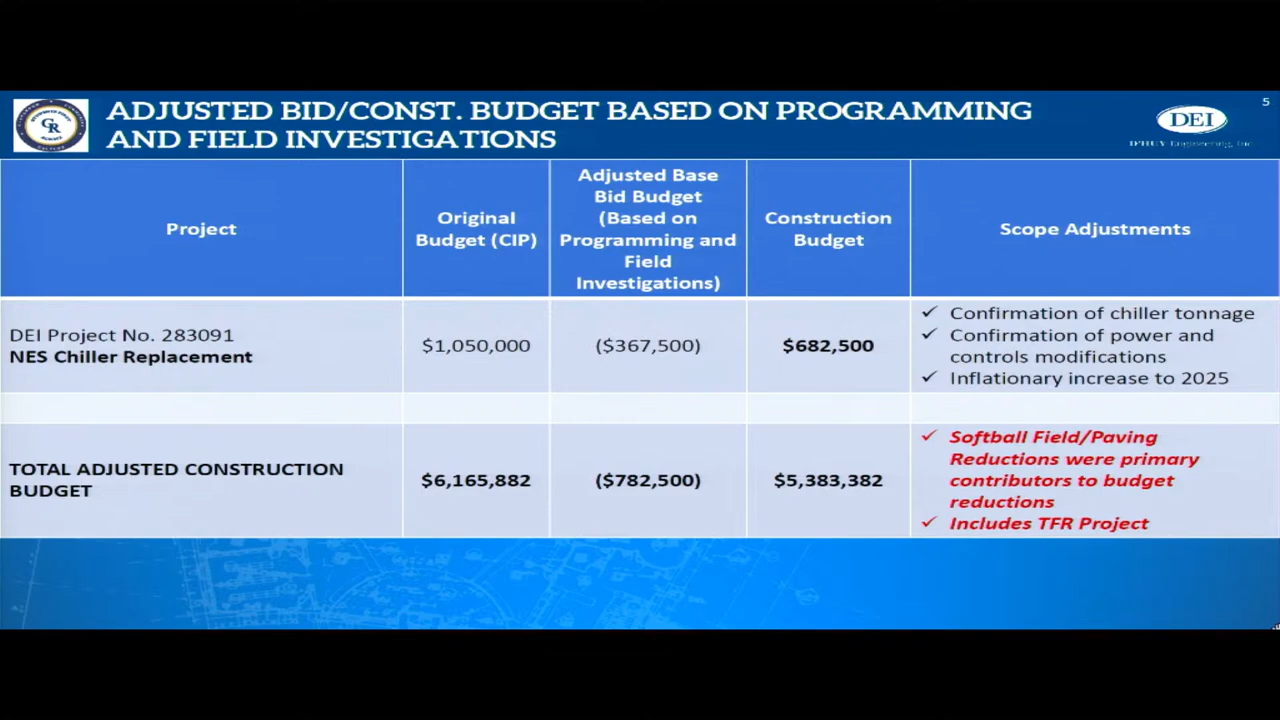 5
ADJUSTED BID/CONST. BUDGET BASED ON PROGRAMMING
AND FIELD INVESTIGATIONS
GR
DEI
D'HUY Engineering, Inc.
Project
Original
Budget (CIP)
Adjusted Base
Bid Budget
(Based on
Programming and
Field
Investigations)
Construction
Budget
Scope Adjustments
DEI Project No. 283091
NES Chiller Replacement
$1,050,000
($367,500)
$682,500
✓ Confirmation of chiller tonnage
✓ Confirmation of power and
controls modifications
✓ Inflationary increase to 2025
TOTAL ADJUSTED CONSTRUCTION
BUDGET
$6,165,882
($782,500)
$5,383,382
✓ Softball Field/Paving
Reductions were primary
contributors to budget
reductions
✓ Includes TFR Project